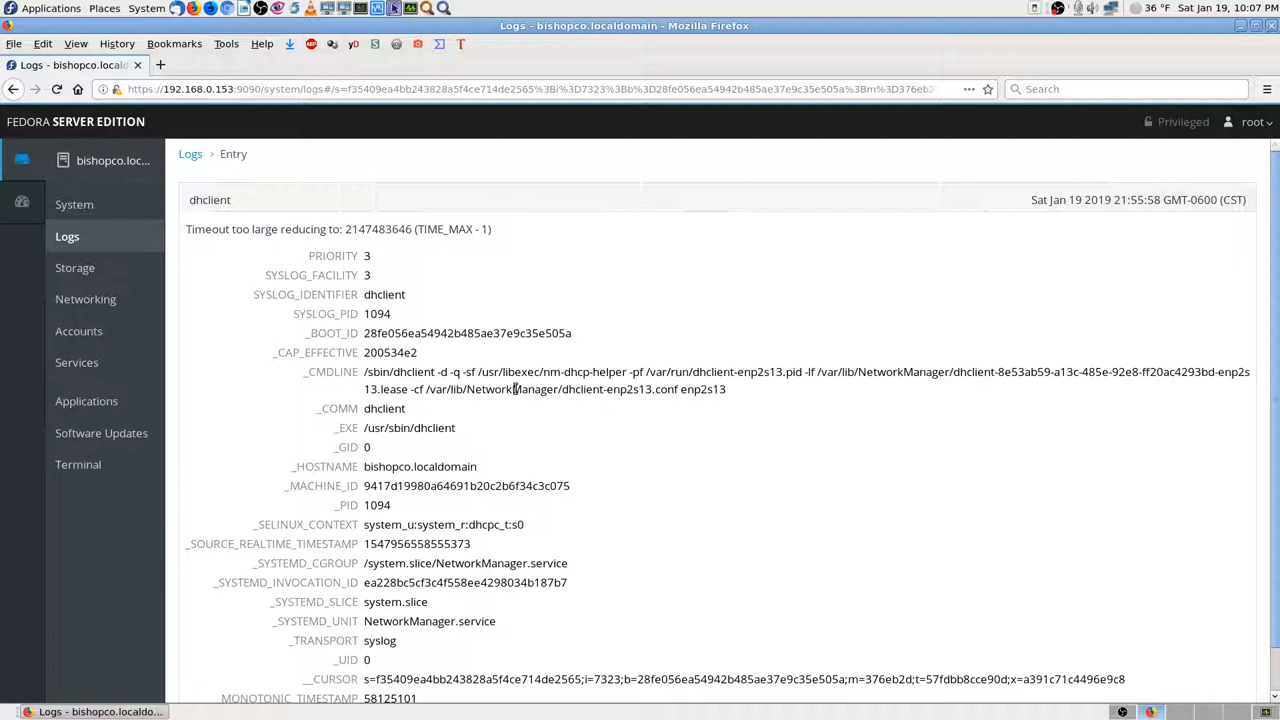 Applications Places System 36 °F Sat Jan 19, 10:07 PM
Logs - bishopco.localdomain - Mozilla Firefox
File Edit View History Bookmarks Tools Help
Logs - bishopco.locald
https://192.168.0.153:9090/system/logs#/s=f35409ea4bb243828a5f4ce714de2565%3Bi%3D7323%3Bb%3D28fe056ea54942b485ae37e9c35e505a%3Bm%3D376eb2 Search
FEDORA SERVER EDITION Privileged root
bishopco.loc... Logs > Entry
System
Logs
Storage
Networking
Accounts
Services
Applications
Software Updates
Terminal
dhclient Sat Jan 19 2019 21:55:58 GMT-0600 (CST)
Timeout too large reducing to: 2147483646 (TIME_MAX - 1)
PRIORITY 3
SYSLOG_FACILITY 3
SYSLOG_IDENTIFIER dhclient
SYSLOG_PID 1094
_BOOT_ID 28fe056ea54942b485ae37e9c35e505a
_CAP_EFFECTIVE 200534e2
_CMDLINE /sbin/dhclient -d -q -sf /usr/libexec/nm-dhcp-helper -pf /var/run/dhclient-enp2s13.pid -lf /var/lib/NetworkManager/dhclient-8e53ab59-a13c-485e-92e8-ff20ac4293bd-enp2s
13.lease -cf /var/lib/NetworkManager/dhclient-enp2s13.conf enp2s13
_COMM dhclient
_EXE /usr/sbin/dhclient
_GID 0
_HOSTNAME bishopco.localdomain
_MACHINE_ID 9417d19980a64691b20c2b6f34c3c075
_PID 1094
_SELINUX_CONTEXT system_u:system_r:dhcpc_t:s0
_SOURCE_REALTIME_TIMESTAMP 1547956558555373
_SYSTEMD_CGROUP /system.slice/NetworkManager.service
_SYSTEMD_INVOCATION_ID ea228bc5cf3c4f558ee4298034b187b7
_SYSTEMD_SLICE system.slice
_SYSTEMD_UNIT NetworkManager.service
_TRANSPORT syslog
_UID 0
__CURSOR s=f35409ea4bb243828a5f4ce714de2565;i=7323;b=28fe056ea54942b485ae37e9c35e505a;m=376eb2d;t=57fdbb8cce90d;x=a391c71c4496e9c8
MONOTONIC_TIMESTAMP 58125101
Logs - bishopco.localdo...